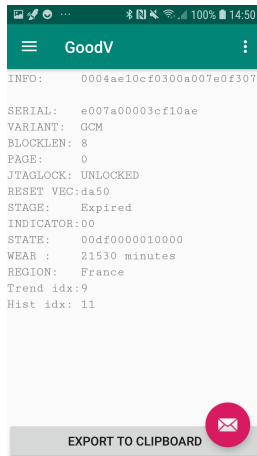 100% 14:50
GoodV
INFO: 0004ae10cf0300a007e0f307
SERIAL: e007a00003cf10ae
VARIANT: GCM
BLOCKLEN: 8
PAGE: 0
JTAGLOCK: UNLOCKED
RESET VEC:da50
STAGE: Expired
INDICATOR:00
STATE: 00df0000010000
WEAR : 21530 minutes
REGION: France
Trend idx:9
Hist idx: 11
EXPORT TO CLIPBOARD